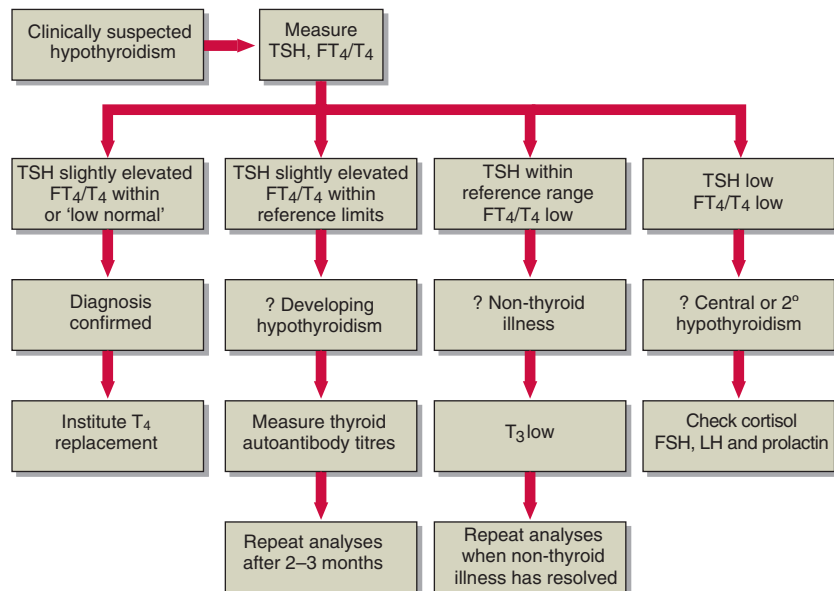 Clinically suspected
hypothyroidism
Measure
TSH, FT₄/T₄
TSH slightly elevated
FT₄/T₄ within
or 'low normal'
TSH slightly elevated
FT₄/T₄ within
reference limits
TSH within
reference range
FT₄/T₄ low
TSH low
FT₄/T₄ low
Diagnosis
confirmed
? Developing
hypothyroidism
? Non-thyroid
illness
? Central or 2º
hypothyroidism
Institute T₄
replacement
Measure thyroid
autoantibody titres
T₃ low
Check cortisol
FSH, LH and prolactin
Repeat analyses
after 2–3 months
Repeat analyses
when non-thyroid
illness has resolved